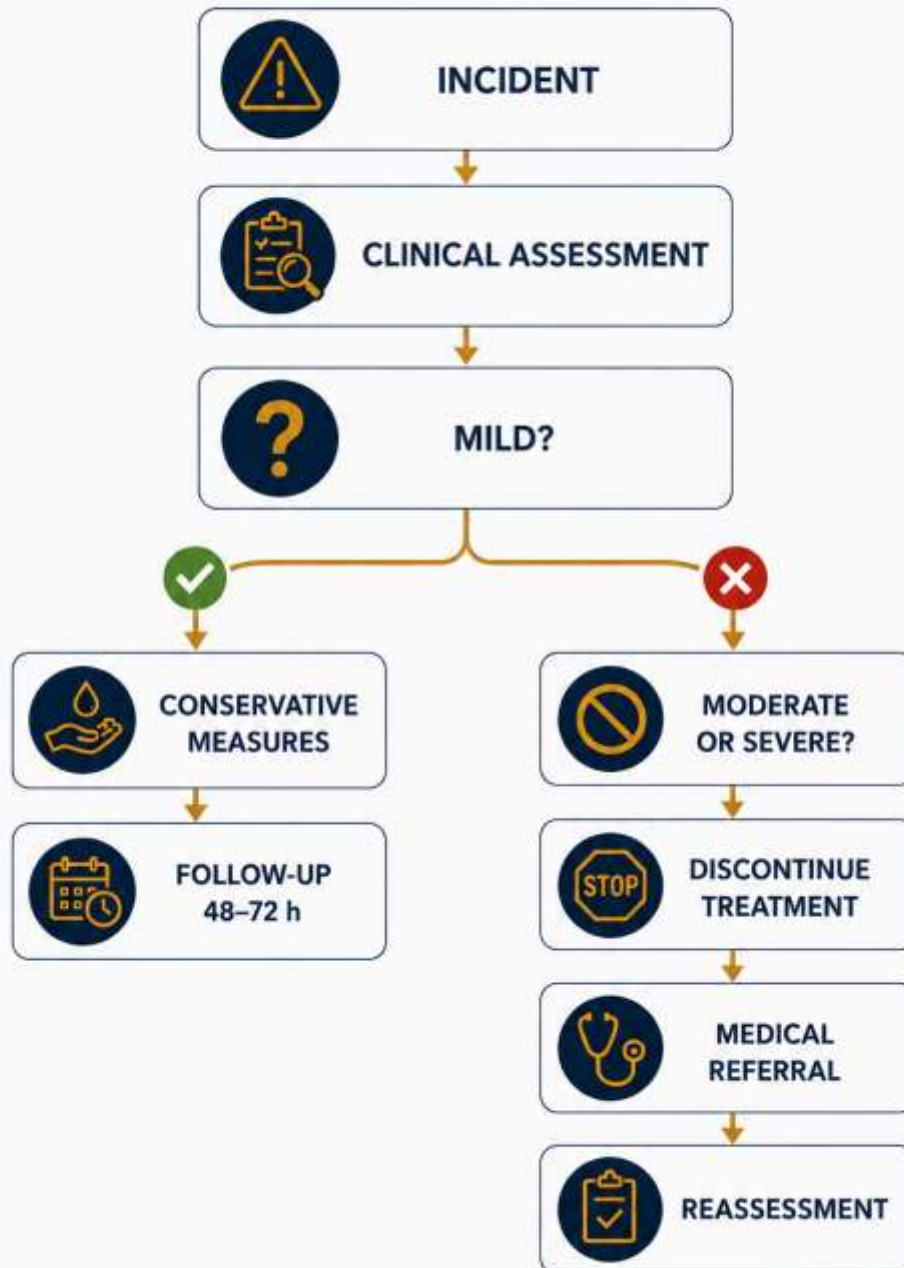 INCIDENT
CLINICAL ASSESSMENT
MILD?
CONSERVATIVE
MEASURES
FOLLOW-UP
48–72 h
MODERATE
OR SEVERE?
DISCONTINUE
TREATMENT
STOP
MEDICAL
REFERRAL
REASSESSMENT